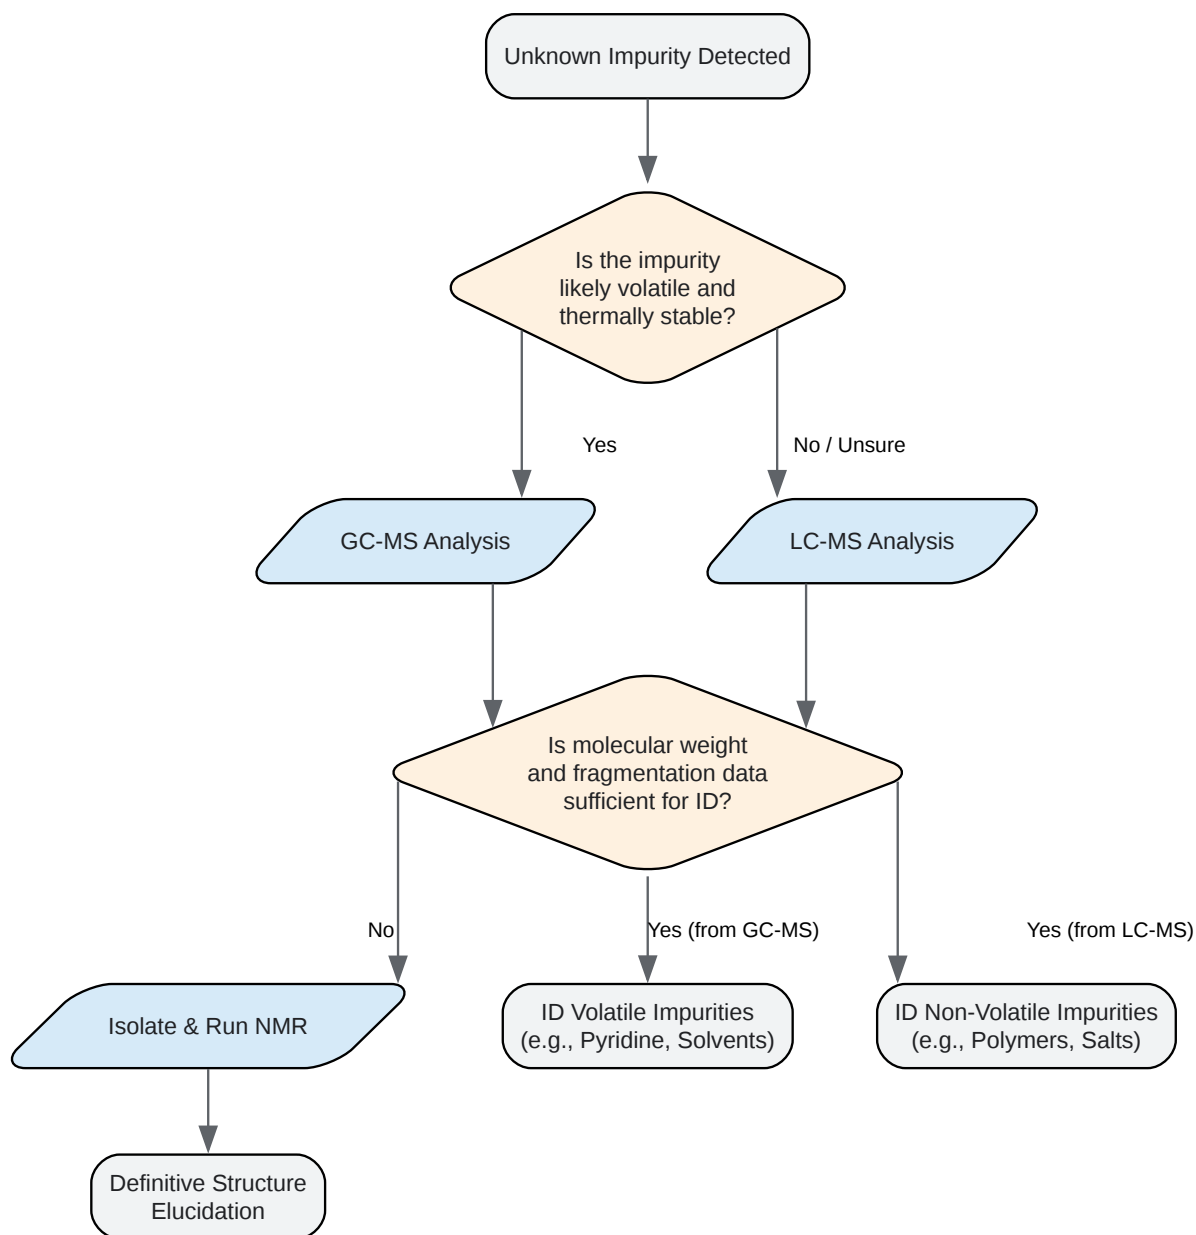 Unknown Impurity Detected
Is the impurity
likely volatile and
thermally stable?
Yes
No / Unsure
GC-MS Analysis
LC-MS Analysis
Is molecular weight
and fragmentation data
sufficient for ID?
No
Yes (from GC-MS)
Yes (from LC-MS)
Isolate & Run NMR
ID Volatile Impurities
(e.g., Pyridine, Solvents)
ID Non-Volatile Impurities
(e.g., Polymers, Salts)
Definitive Structure
Elucidation